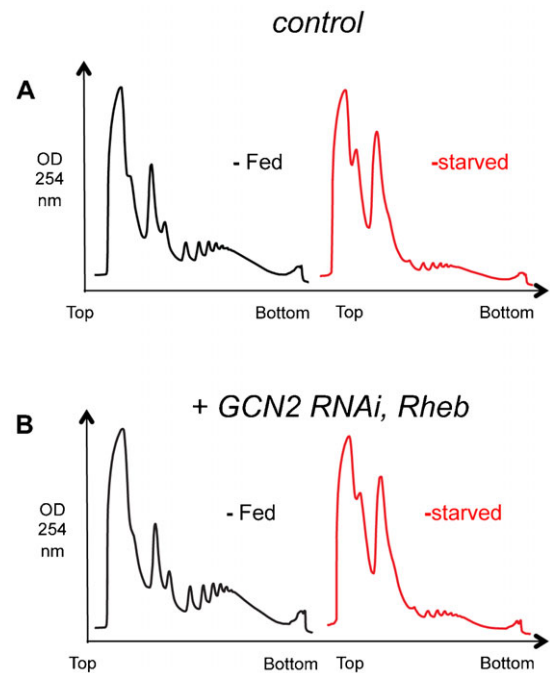 control
A
OD
254
nm
- Fed
-starved
Top
Bottom
Top
Bottom
+ GCN2 RNAi, Rheb
B
OD
254
nm
- Fed
-starved
Top
Bottom
Top
Bottom